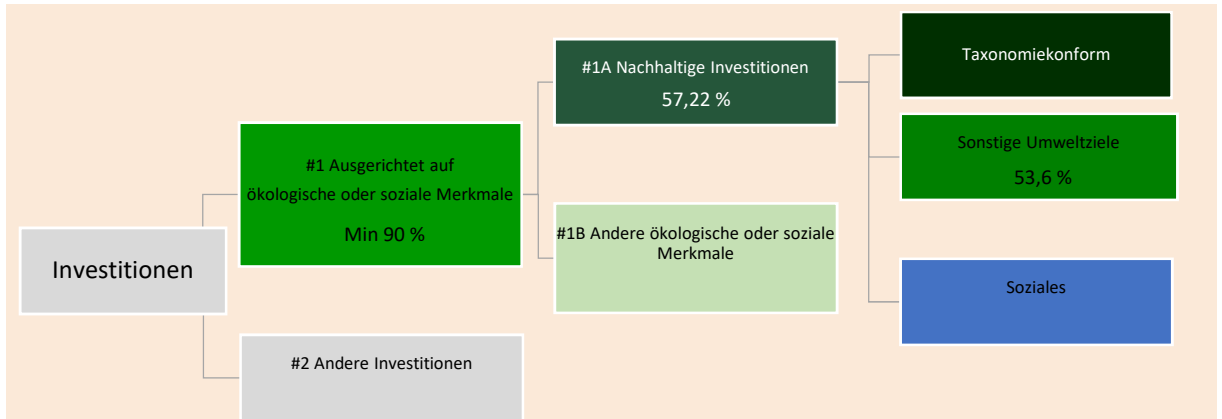 Investitionen
#1 Ausgerichtet auf
ökologische oder soziale Merkmale
Min 90 %
#2 Andere Investitionen
#1A Nachhaltige Investitionen
57,22 %
#1B Andere ökologische oder soziale
Merkmale
Taxonomiekonform
Sonstige Umweltziele
53,6 %
Soziales